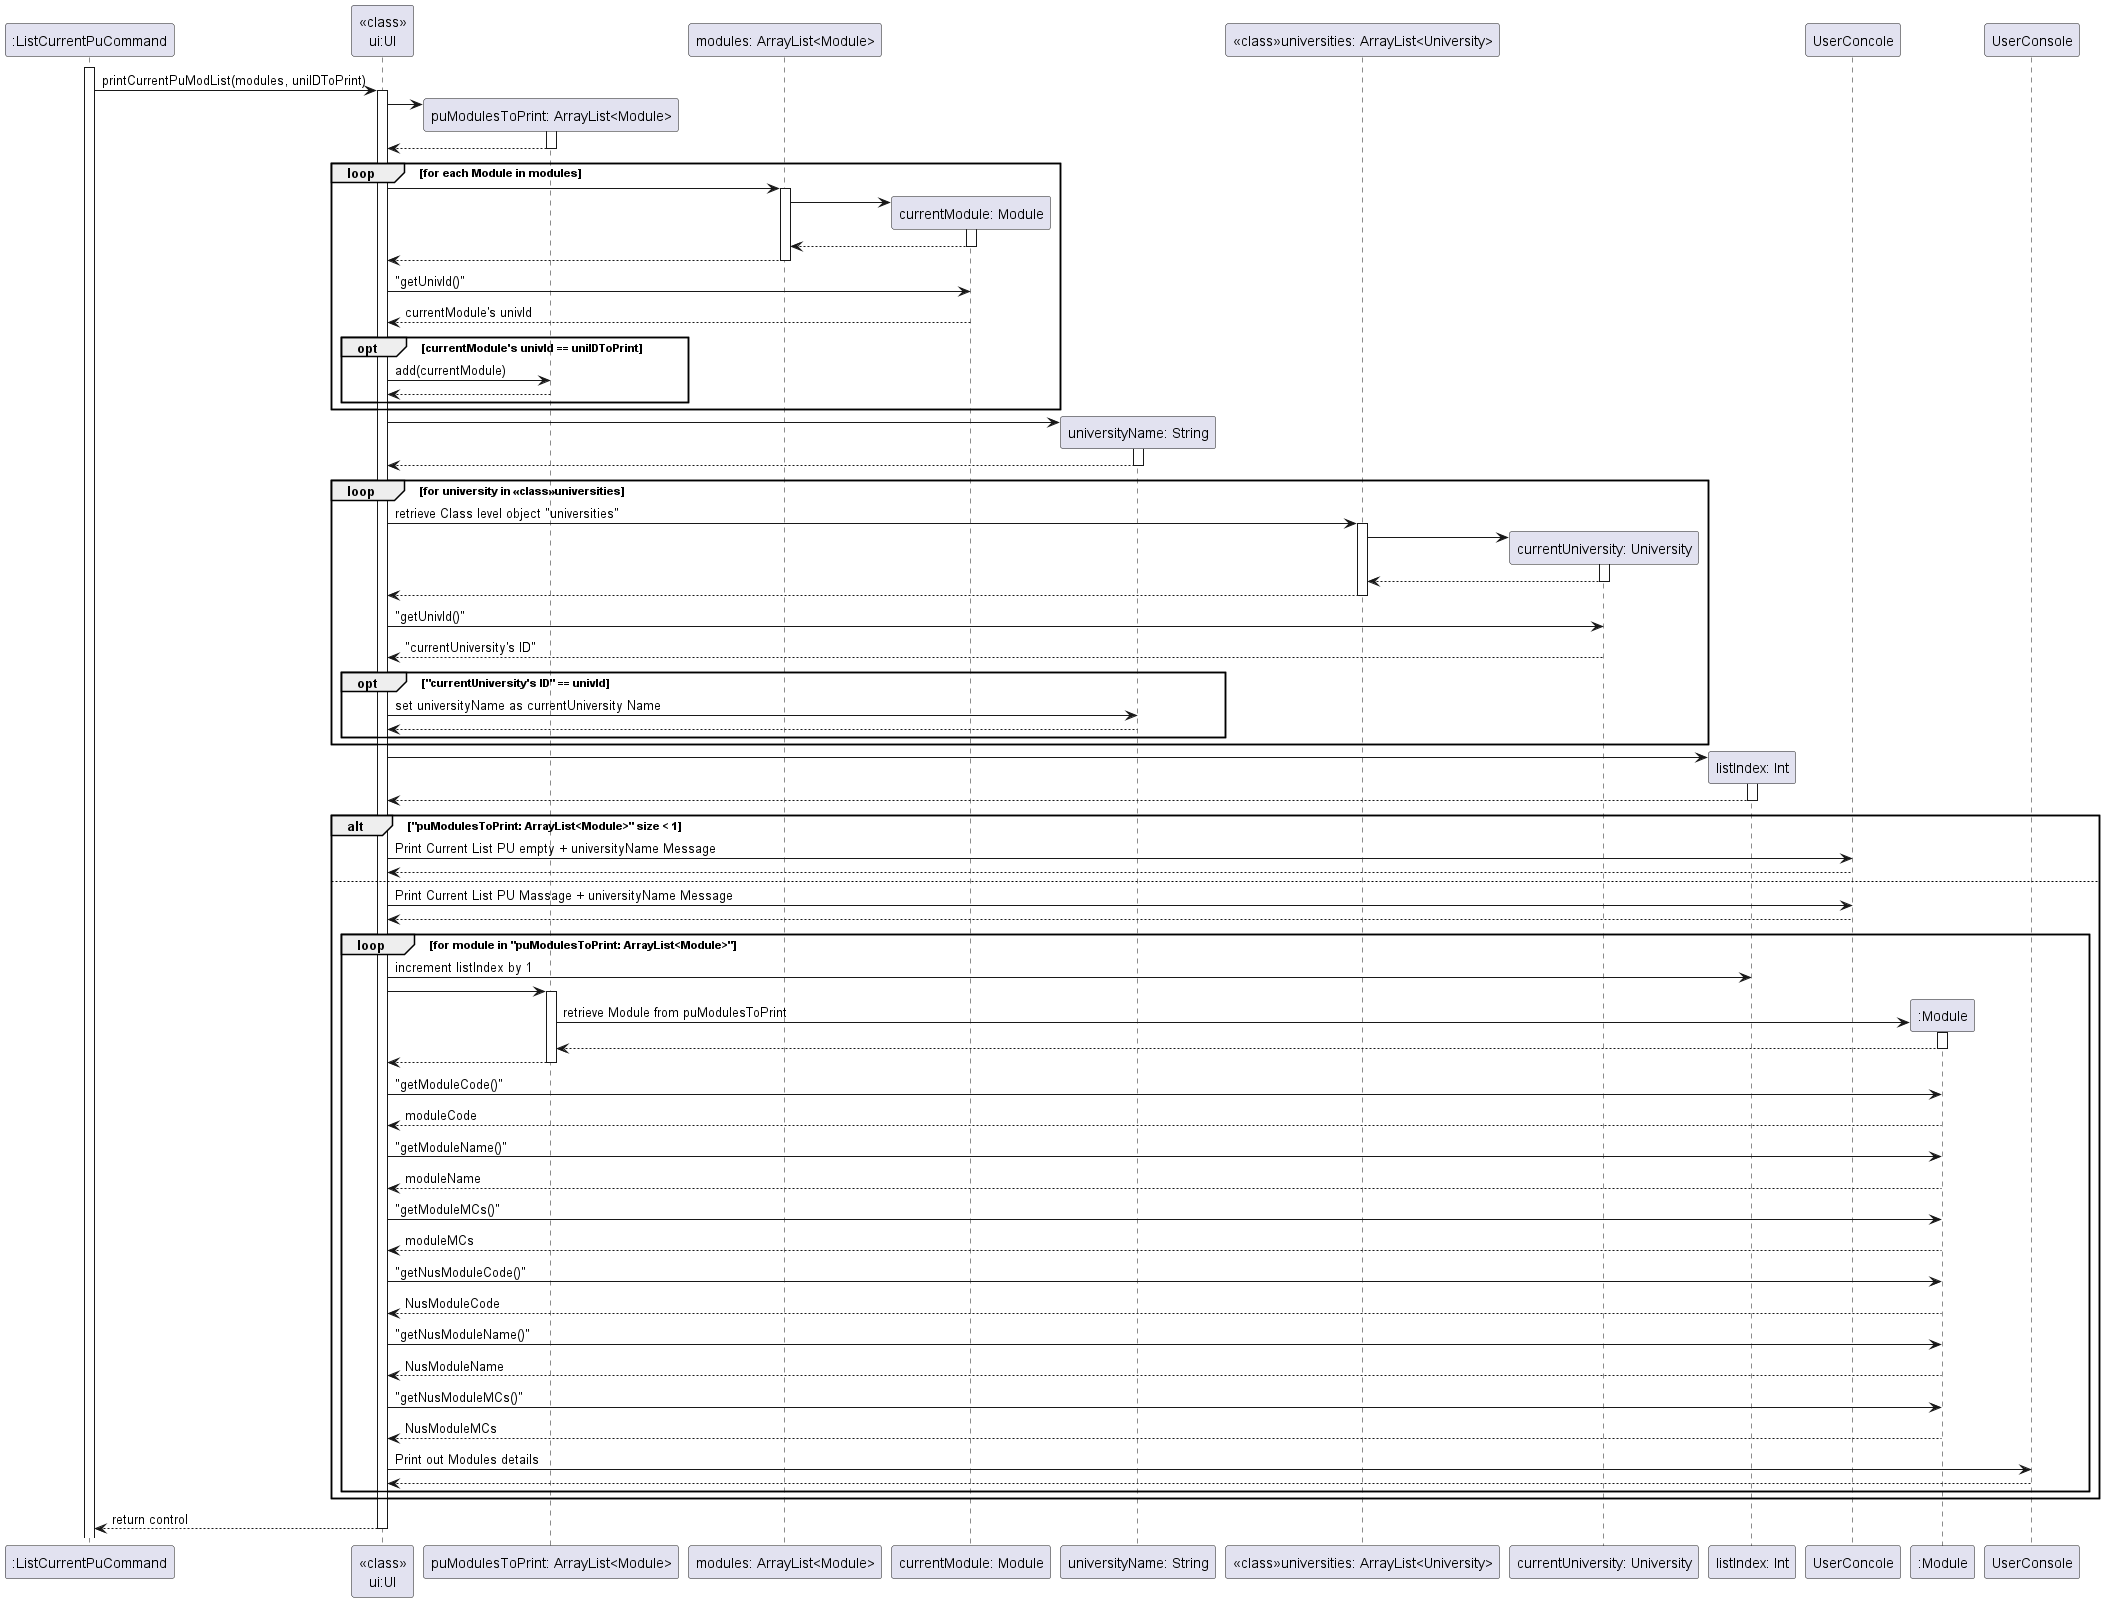 «class»
:ListCurrentPuCommand
ui:UI
modules: ArrayList<Module>
«class»universities: ArrayList<University>
UserConcole
UserConsole
printCurrentPuModList(modules, uniIDToPrint)
puModulesToPrint: ArrayList<Module>
loop
[for each Module in modules]
currentModule: Module
"getUnivId()"
currentModule's univId
opt
[currentModule's univId == uniIDToPrint]
add(currentModule)
universityName: String
loop
[for university in «class»universities]
retrieve Class level object "universities"
currentUniversity: University
"getUnivId()"
"currentUniversity's ID"
opt
["currentUniversity's ID" == univId]
set universityName as currentUniversity Name
listIndex: Int
alt
["puModulesToPrint: ArrayList<Module>" size < 1]
Print Current List PU empty + universityName Message
Print Current List PU Massage + universityName Message
loop
[for module in "puModulesToPrint: ArrayList<Module>"]
increment listIndex by 1
retrieve Module from puModulesToPrint
:Module
"getModuleCode()"
moduleCode
"getModuleName()"
moduleName
"getModuleMCs()"
moduleMCs
"getNusModuleCode()"
NusModuleCode
"getNusModuleName()"
NusModuleName
"getNusModuleMCs()"
NusModuleMCs
Print out Modules details
return control
:ListCurrentPuCommand
«class»
ui:UI
puModulesToPrint: ArrayList<Module>
modules: ArrayList<Module>
currentModule: Module
universityName: String
«class»universities: ArrayList<University>
currentUniversity: University
listIndex: Int
UserConcole
:Module
UserConsole